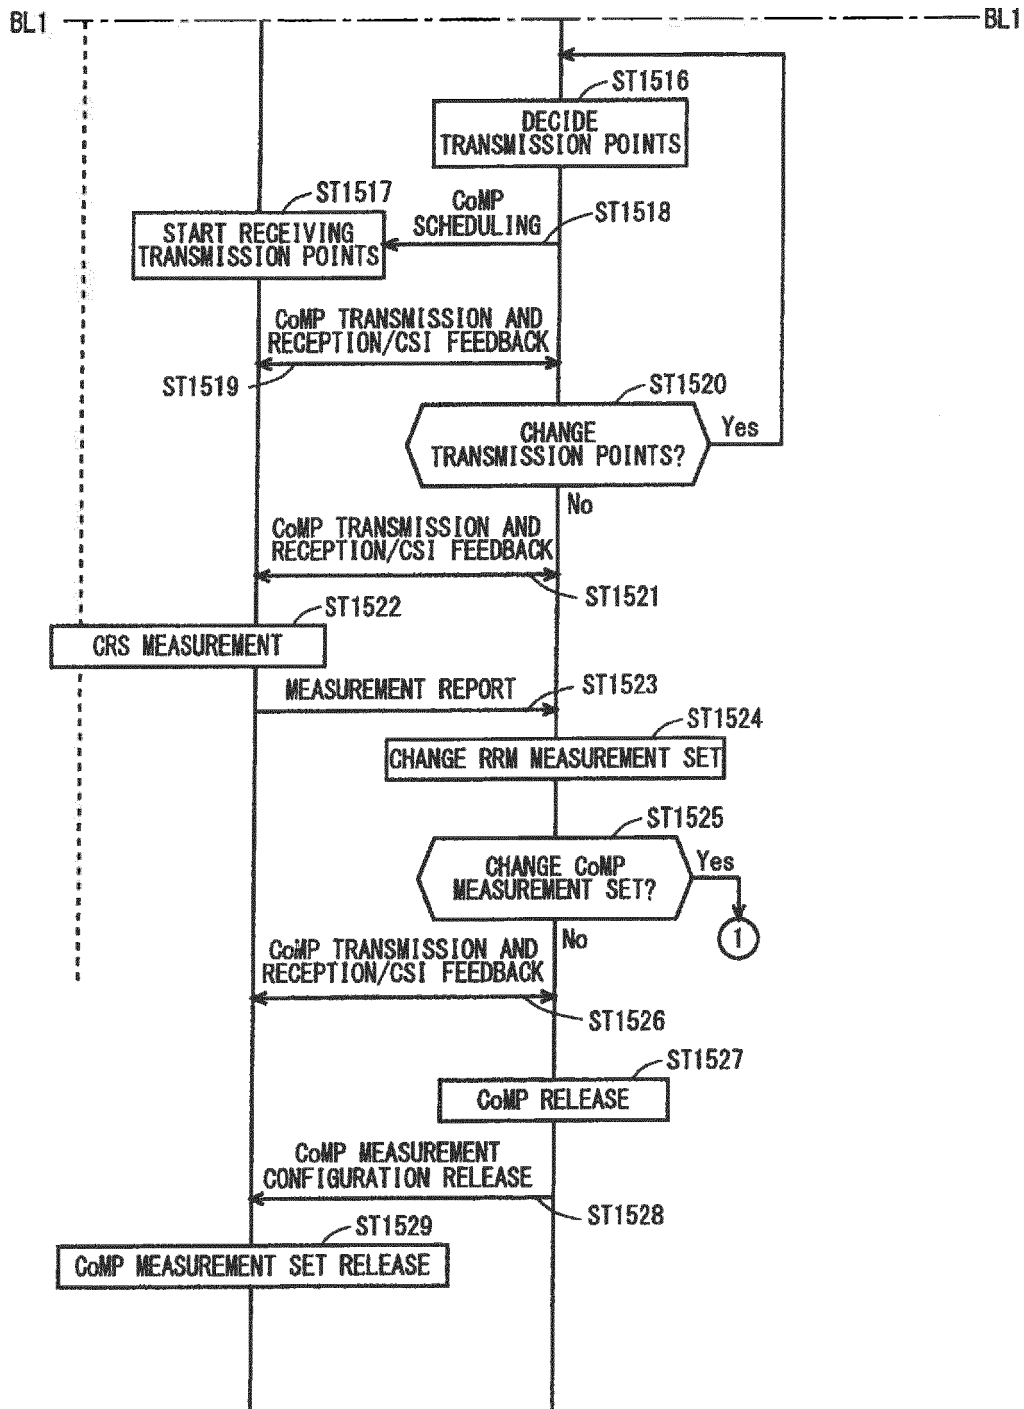 BL1
BL1
ST1516
DECIDE
TRANSMISSION POINTS
ST1517
CoMP
SCHEDULING
ST1518
START RECEIVING
TRANSMISSION POINTS
CoMP TRANSMISSION AND
RECEPTION/CSI FEEDBACK
ST1519
ST1520
CHANGE
TRANSMISSION POINTS?
Yes
No
CoMP TRANSMISSION AND
RECEPTION/CSI FEEDBACK
ST1521
ST1522
CRS MEASUREMENT
MEASUREMENT REPORT
ST1523
ST1524
CHANGE RRM MEASUREMENT SET
ST1525
CHANGE CoMP
MEASUREMENT SET?
Yes
1
No
CoMP TRANSMISSION AND
RECEPTION/CSI FEEDBACK
ST1526
ST1527
CoMP RELEASE
CoMP MEASUREMENT
CONFIGURATION RELEASE
ST1528
ST1529
CoMP MEASUREMENT SET RELEASE